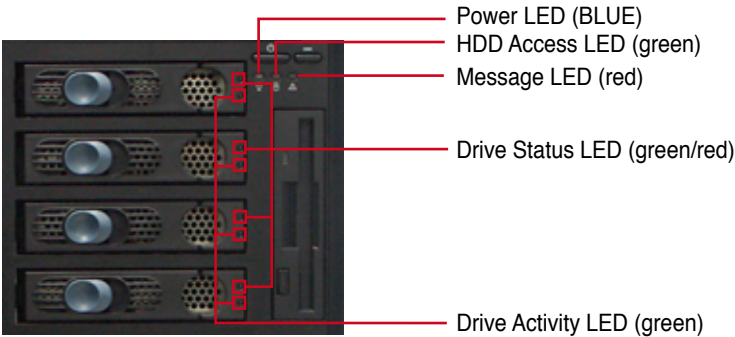 Power LED (BLUE)
HDD Access LED (green)
Message LED (red)
Drive Status LED (green/red)
Drive Activity LED (green)